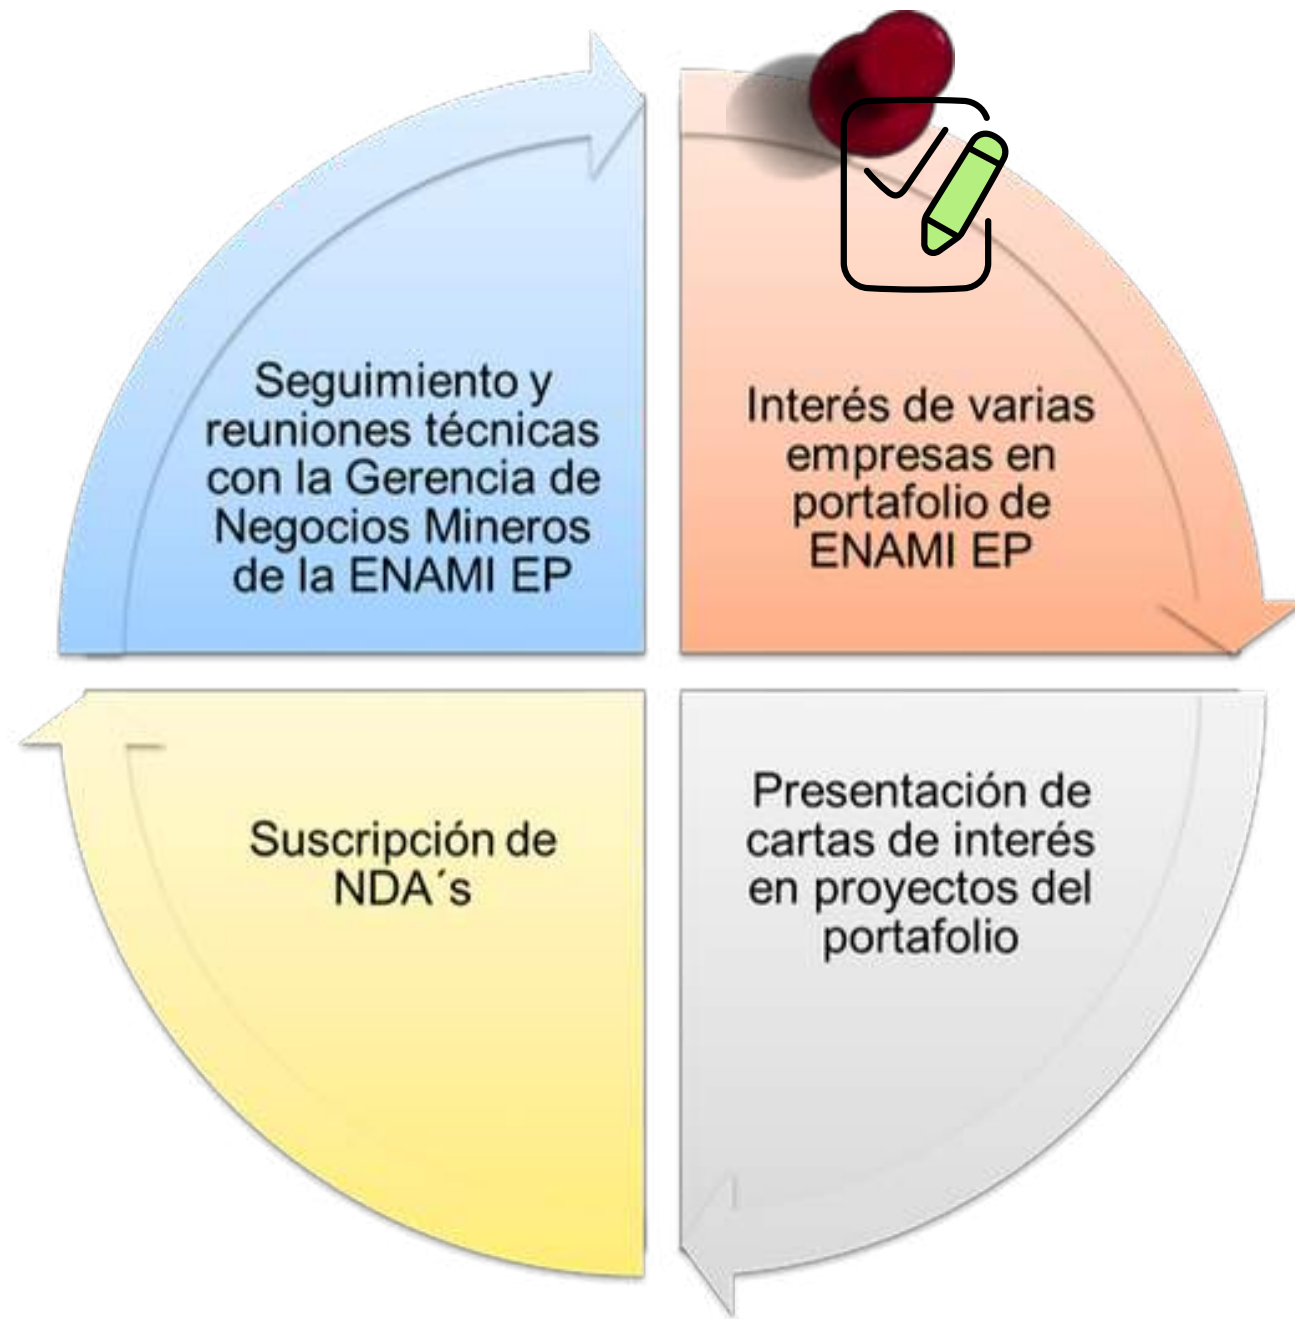 Seguimiento y
reuniones técnicas
con la Gerencia de
Negocios Mineros
de la ENAMI EP
Interés de varias
empresas en
portafolio de
ENAMI EP
Suscripción de
NDA´s
Presentación de
cartas de interés
en proyectos del
portafolio